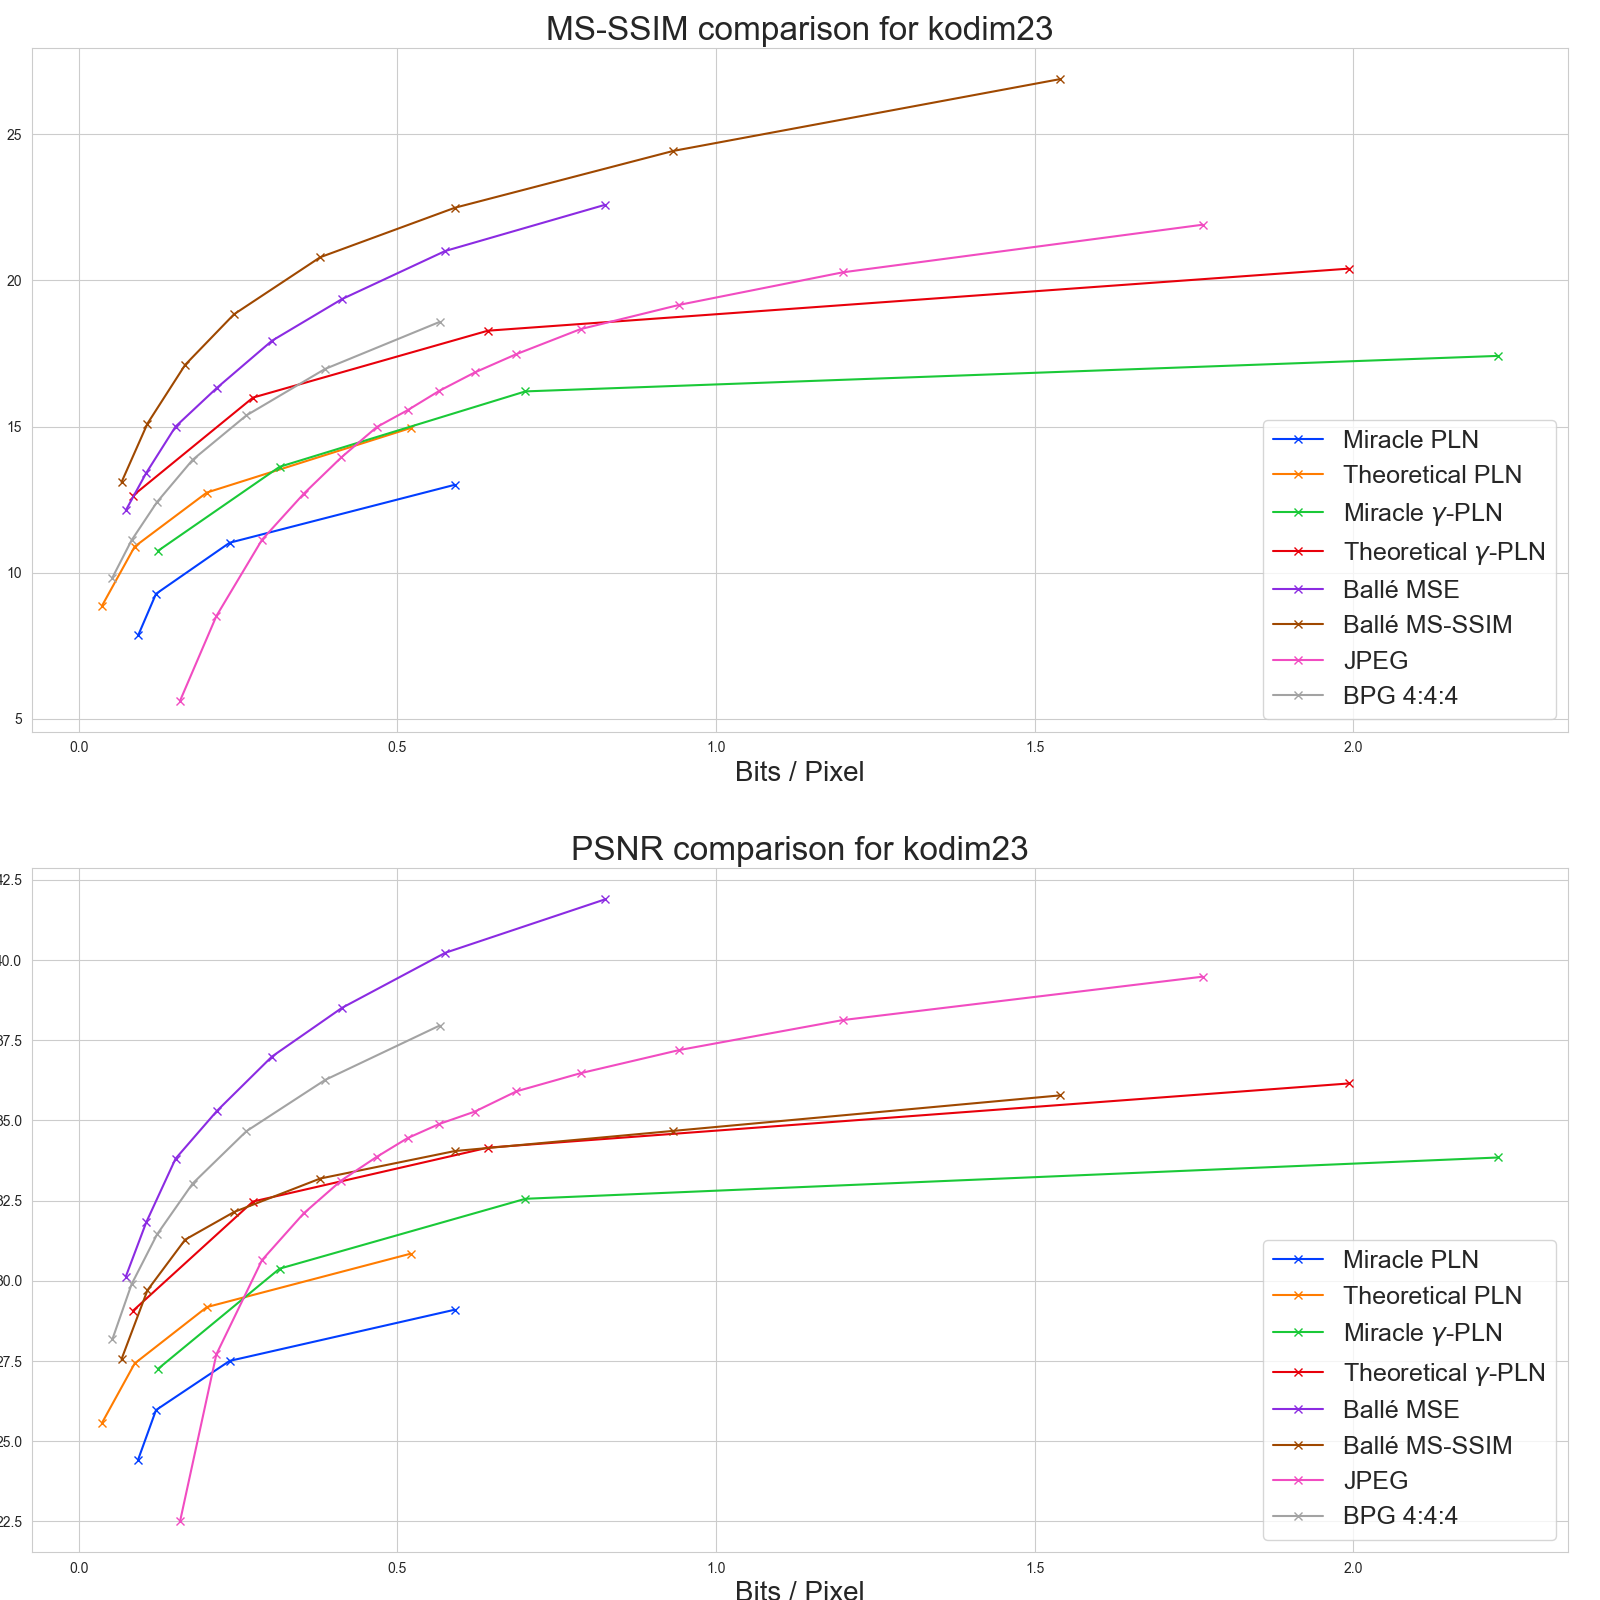 MS-SSIM comparison for kodim23
25
20
15
10
5
0.0 0.5 1.0 1.5 2.0
Bits / Pixel
Miracle PLN
Theoretical PLN
Miracle γ-PLN
Theoretical γ-PLN
Ballé MSE
Ballé MS-SSIM
JPEG
BPG 4:4:4
PSNR comparison for kodim23
42.5
40.0
37.5
35.0
32.5
30.0
27.5
25.0
22.5
0.0 0.5 1.0 1.5 2.0
Bits / Pixel
Miracle PLN
Theoretical PLN
Miracle γ-PLN
Theoretical γ-PLN
Ballé MSE
Ballé MS-SSIM
JPEG
BPG 4:4:4